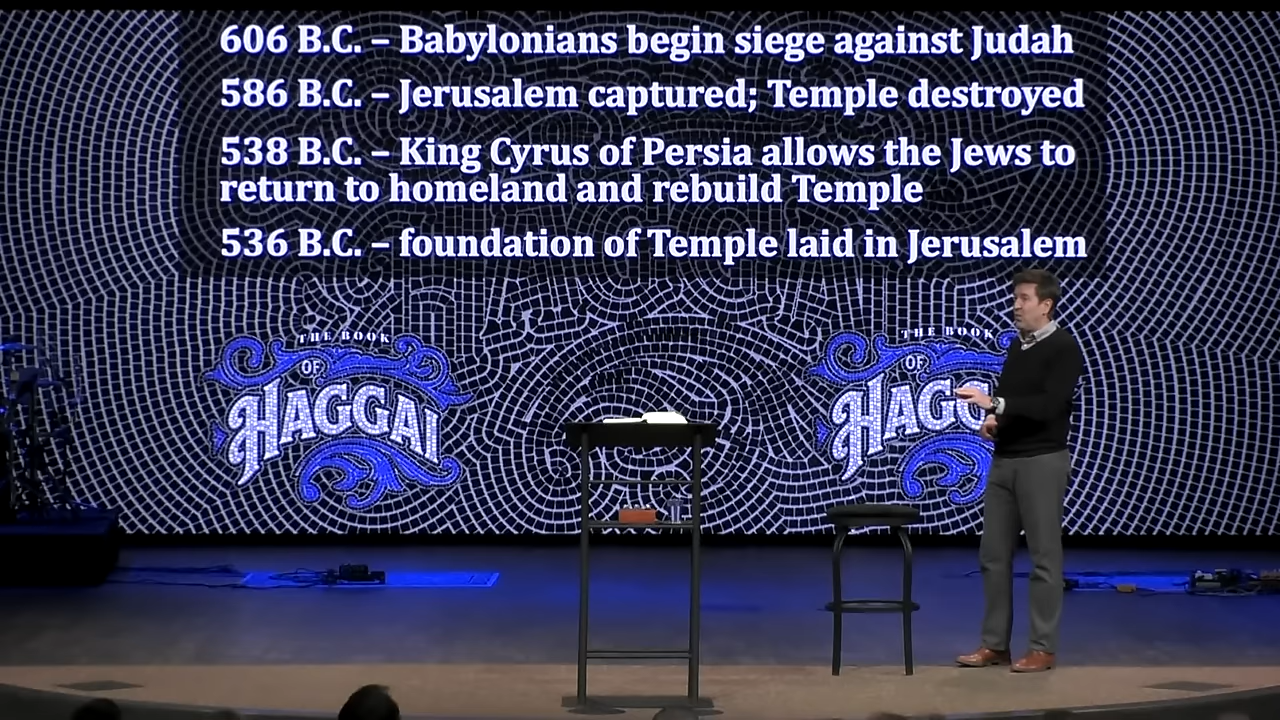 606 B.C. – Babylonians begin siege against Judah
586 B.C. – Jerusalem captured; Temple destroyed
538 B.C. – King Cyrus of Persia allows the Jews to
return to homeland and rebuild Temple
536 B.C. – foundation of Temple laid in Jerusalem
THE BOOK
OF
HAGGAI
THE BOOK
OF
HAGG